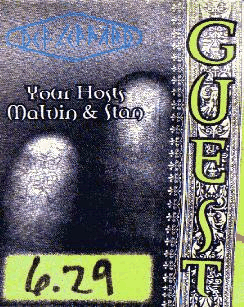 Your Hosts
Malvin & Stan
GUEST
6.29